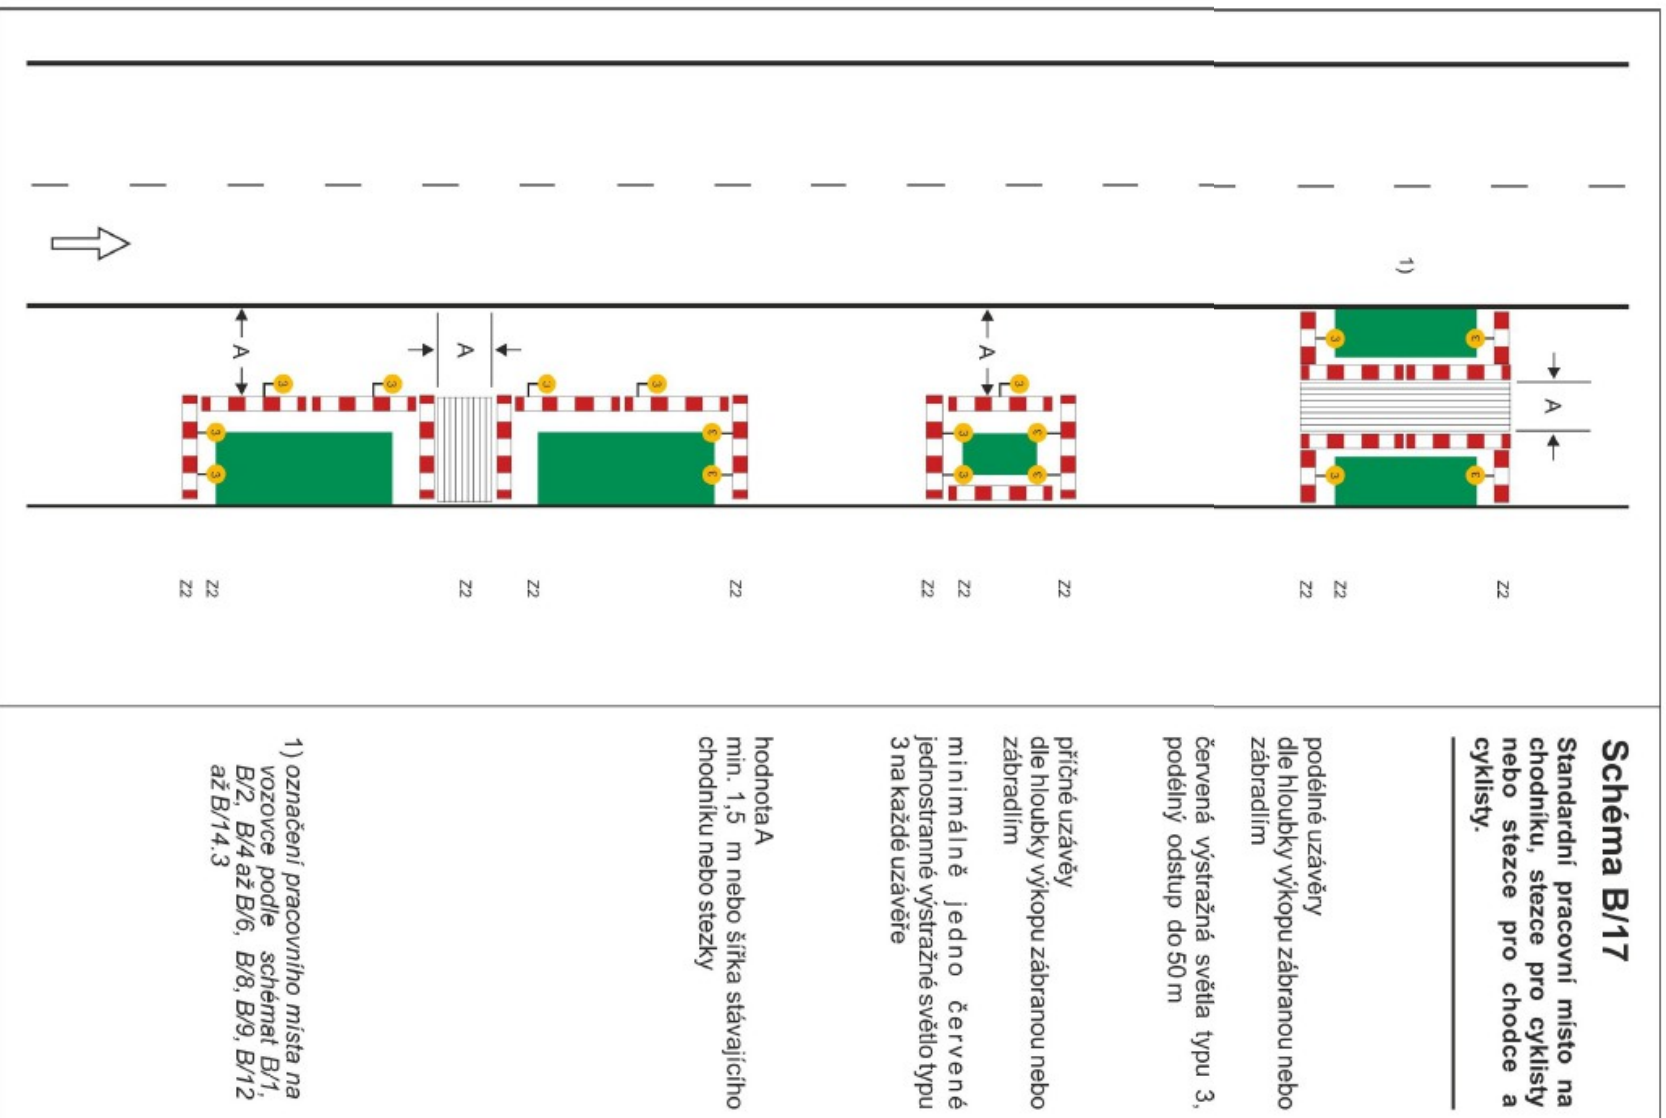 Schéma B/17
Standardní pracovní místo na
chodníku, stezce pro cyklisty
nebo stezce pro chodce a
cyklisty.
podélné uzávěry
dle hloubky výkopu zábranou nebo
zábradlím
červená výstražná světla typu 3,
podélný odstup do 50 m
příčné uzávěy
dle hloubky výkopu zábranou nebo
zábradlím
minimálně jedno červené
jednostranné výstražné světlo typu
3 na každé uzávěře
hodnota A
min. 1,5 m nebo šířka stávajícího
chodníku nebo stezky
1) označení pracovního místa na
vozovce podle schémat B/1,
B/2, B/4 až B/6, B/8, B/9, B/12
až B/14.3
A
Z2
3 3
1)
Z2
3 3
Z2
Z2
3 3
3
A
3 3 Z2
Z2
Z2
3 3
3
3
Z2
A Z2
3
3
A
3 3 Z2
Z2